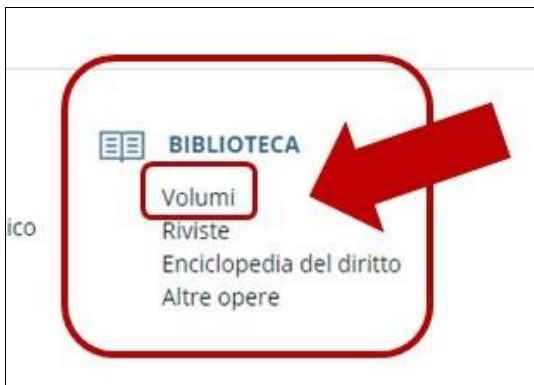 BIBLIOTECA
Volumi
ico
Riviste
Enciclopedia del diritto
Altre opere